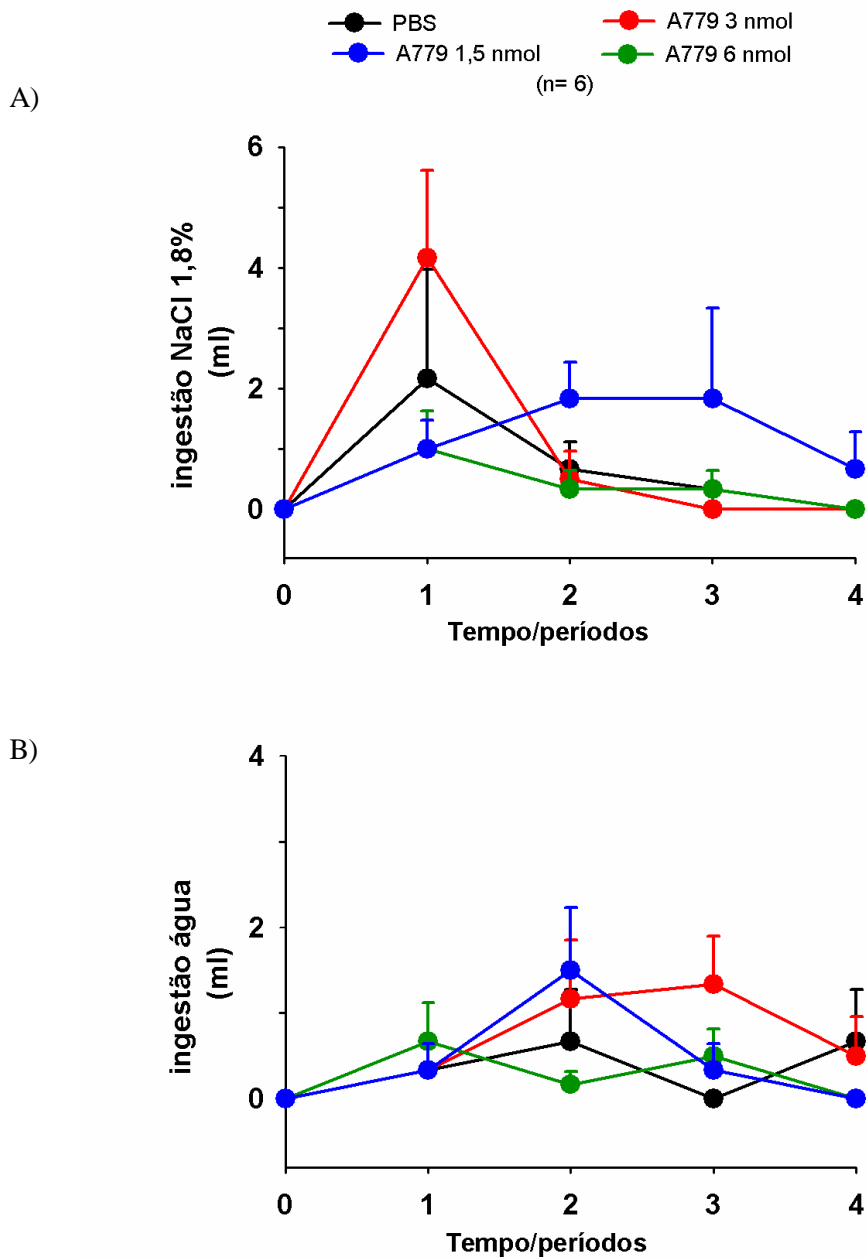 PBS
A779 3 nmol
A779 1,5 nmol
A779 6 nmol
(n= 6)
A)
6
4
2
0
ingestão NaCl 1,8%
(ml)
0 1 2 3 4
Tempo/períodos
B)
4
2
0
ingestão água
(ml)
0 1 2 3 4
Tempo/períodos